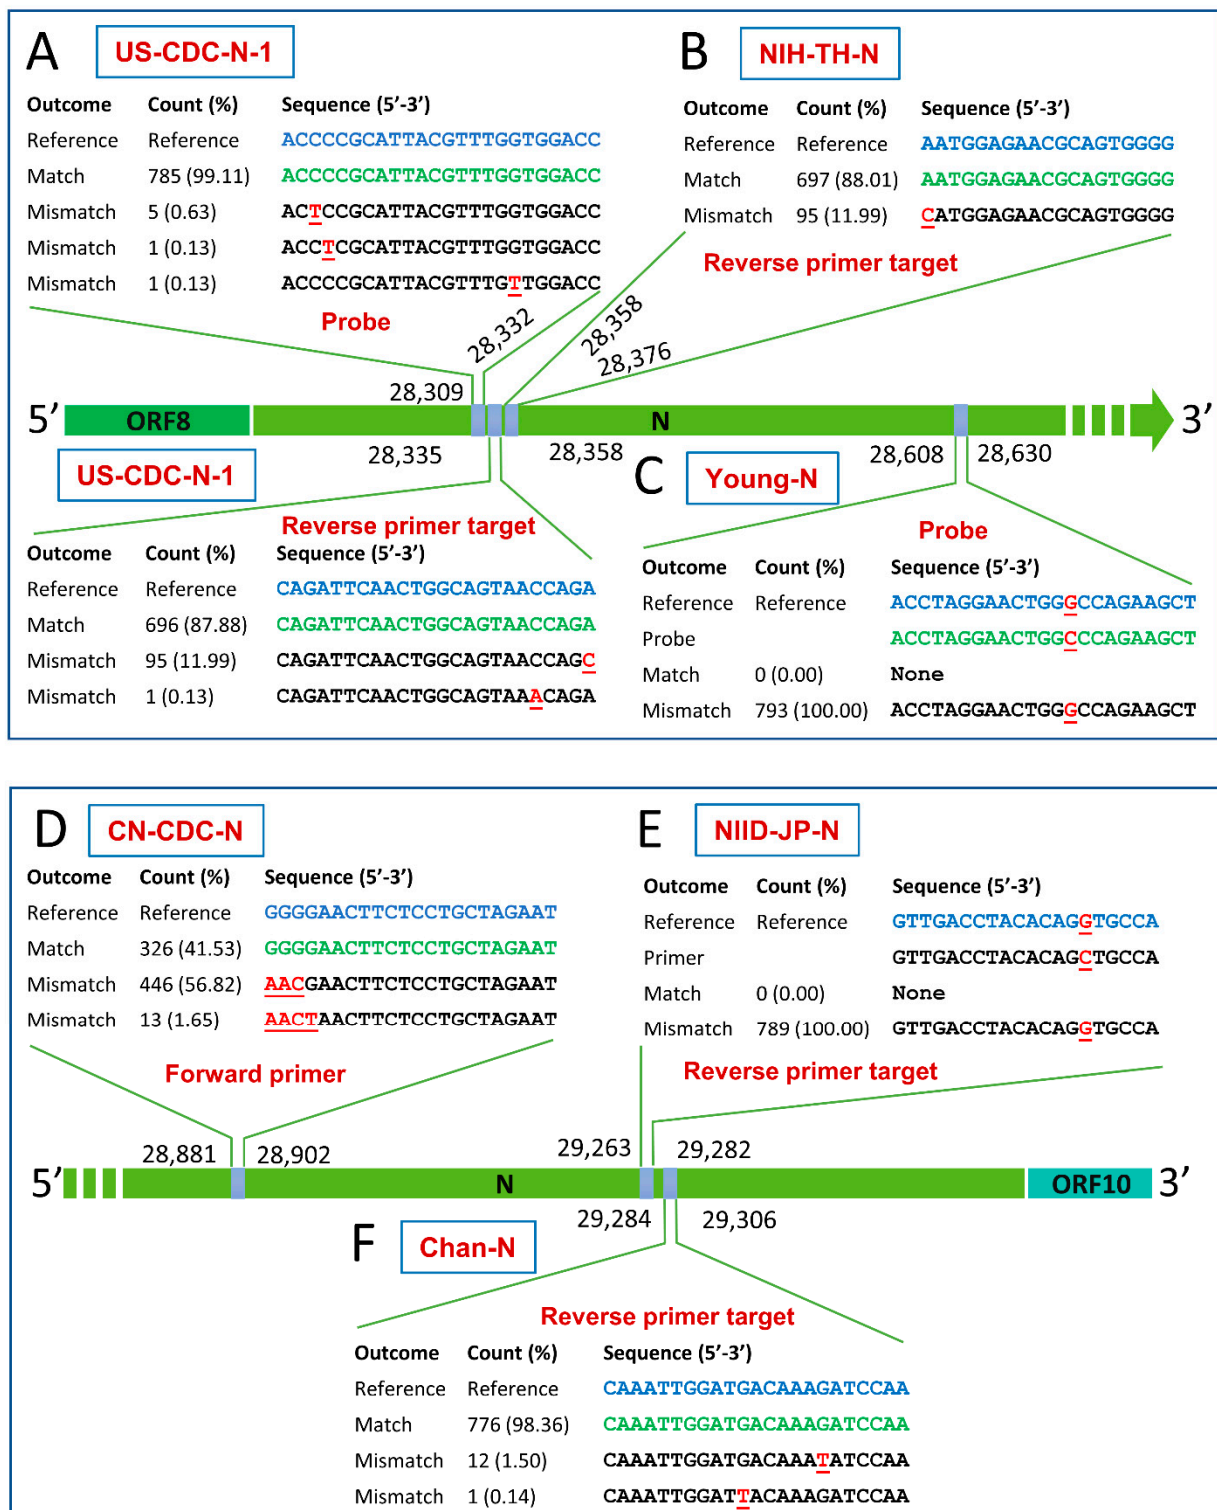 A US-CDC-N-1
Outcome Count (%) Sequence (5’-3’)
Reference Reference ACCCCGCATTACGTTTGGTGGACC
Match 785 (99.11) ACCCCGCATTACGTTTGGTGGACC
Mismatch 5 (0.63) ACTCCGCATTACGTTTGGTGGACC
Mismatch 1 (0.13) ACCTCGCATTACGTTTGGTGGACC
Mismatch 1 (0.13) ACCCCGCATTACGTTTGTTGGACC
Probe
B NIH-TH-N
Outcome Count (%) Sequence (5’-3’)
Reference Reference AATGGAGAACGCAGTGGGG
Match 697 (88.01) AATGGAGAACGCAGTGGGG
Mismatch 95 (11.99) CATGGAGAACGCAGTGGGG
Reverse primer target
28,309 28,332 28,358 28,376
5’ ORF8 N 3’
28,335 28,358 28,608 28,630
US-CDC-N-1
Reverse primer target
Outcome Count (%) Sequence (5’-3’)
Reference Reference CAGATTCAACTGGCAGTAACCAGA
Match 696 (87.88) CAGATTCAACTGGCAGTAACCAGA
Mismatch 95 (11.99) CAGATTCAACTGGCAGTAACCAGC
Mismatch 1 (0.13) CAGATTCAACTGGCAGTAAACAGA
C Young-N
Probe
Outcome Count (%) Sequence (5’-3’)
Reference Reference ACCTAGGAACTGGGCCAGAAGCT
Probe ACCTAGGAACTGGCCCAGAAGCT
Match 0 (0.00) None
Mismatch 793 (100.00) ACCTAGGAACTGGGCCAGAAGCT
D CN-CDC-N
Outcome Count (%) Sequence (5’-3’)
Reference Reference GGGGAACTTCTCCTGCTAGAAT
Match 326 (41.53) GGGGAACTTCTCCTGCTAGAAT
Mismatch 446 (56.82) AACGAACTTCTCCTGCTAGAAT
Mismatch 13 (1.65) AACTAACTTCTCCTGCTAGAAT
Forward primer
E NIID-JP-N
Outcome Count (%) Sequence (5’-3’)
Reference Reference GTTGACCTACACAGGTGCCA
Primer GTTGACCTACACAGCTGCCA
Match 0 (0.00) None
Mismatch 789 (100.00) GTTGACCTACACAGGTGCCA
Reverse primer target
28,881 28,902 29,263 29,282
5’ N ORF10 3’
29,284 29,306
F Chan-N
Reverse primer target
Outcome Count (%) Sequence (5’-3’)
Reference Reference CAAATTGGATGACAAAGATCCAA
Match 776 (98.36) CAAATTGGATGACAAAGATCCAA
Mismatch 12 (1.50) CAAATTGGATGACAAATATCCAA
Mismatch 1 (0.14) CAAATTGGATTACAAAGATCCAA